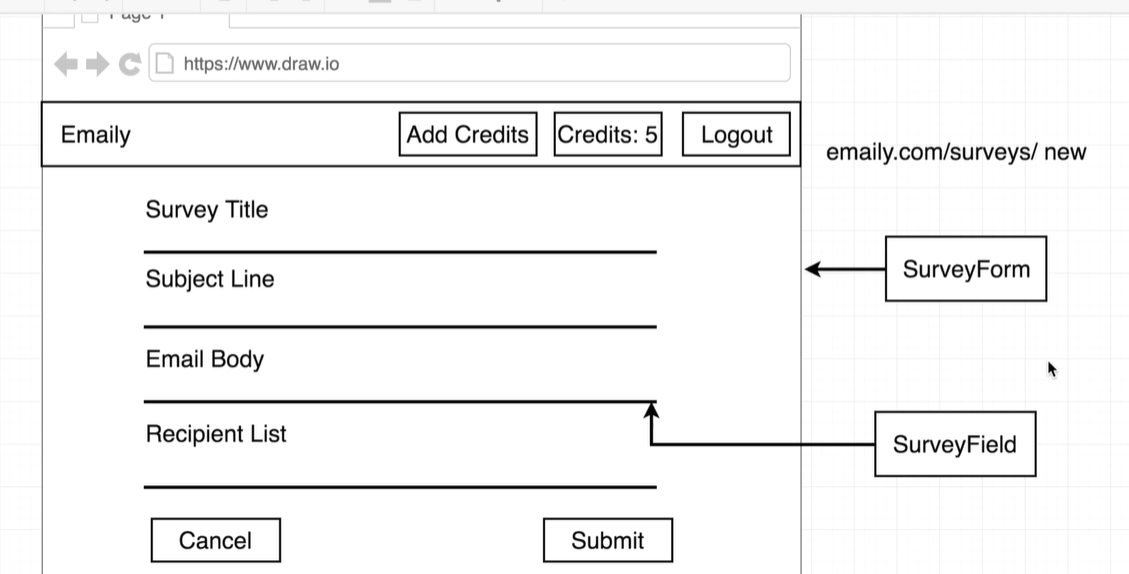 Page 1
https://www.draw.io
Emaily
Add Credits
Credits: 5
Logout
emaily.com/surveys/ new
Survey Title
Subject Line
SurveyForm
Email Body
Recipient List
SurveyField
Cancel
Submit